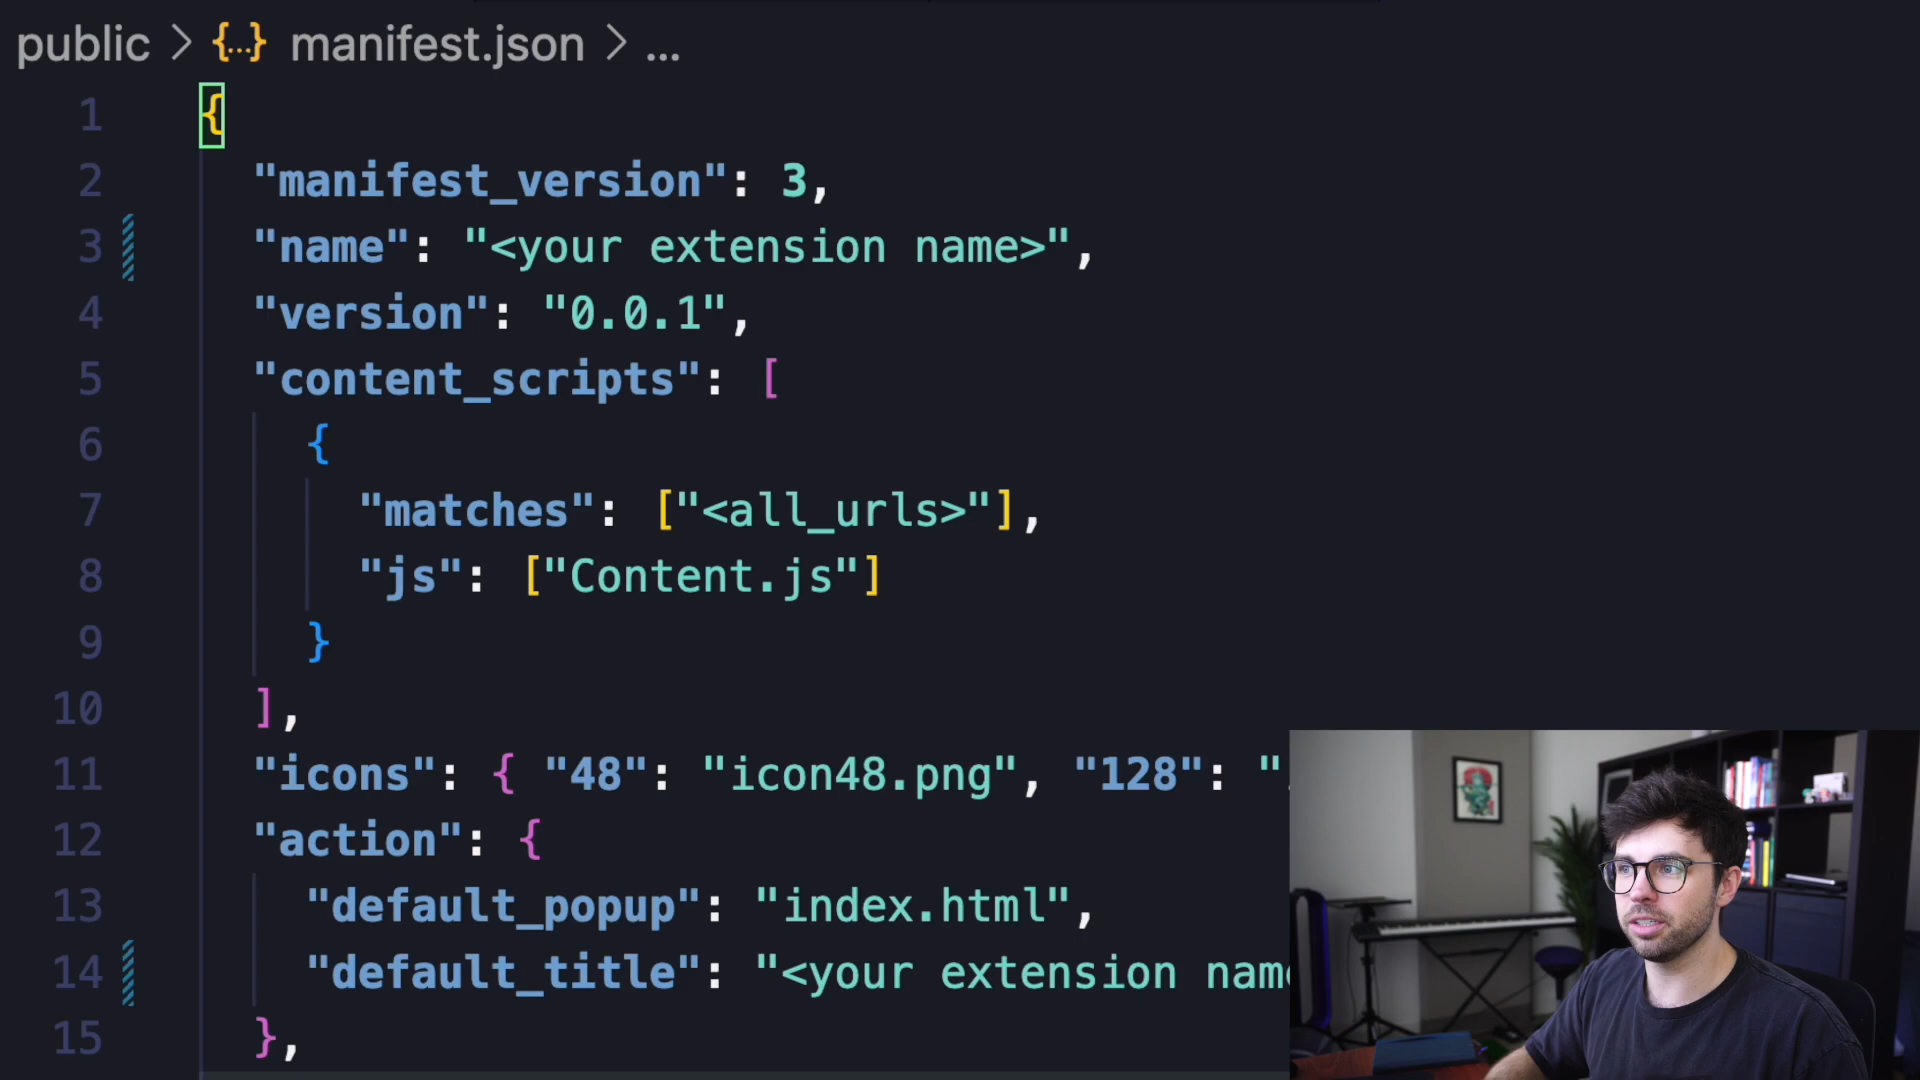 public > {...} manifest.json > ...
1 {
2 "manifest_version": 3,
3 "name": "<your extension name>",
4 "version": "0.0.1",
5 "content_scripts": [
6 {
7 "matches": ["<all_urls>"],
8 "js": ["Content.js"]
9 }
10 ],
11 "icons": { "48": "icon48.png", "128": "
12 "action": {
13 "default_popup": "index.html",
14 "default_title": "<your extension name
15 },